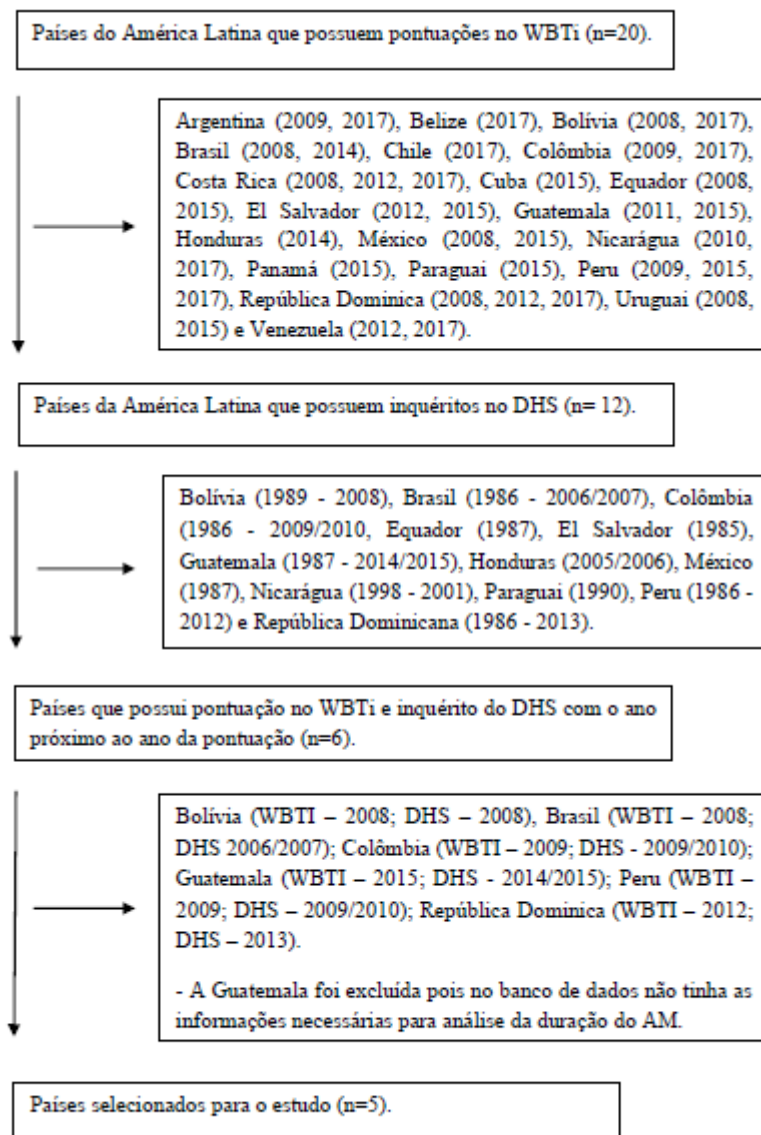 Países do América Latina que possuem pontuações no WBTi (n=20).
Argentina (2009, 2017), Belize (2017), Bolívia (2008, 2017),
Brasil (2008, 2014), Chile (2017), Colômbia (2009, 2017),
Costa Rica (2008, 2012, 2017), Cuba (2015), Equador (2008,
2015), El Salvador (2012, 2015), Guatemala (2011, 2015),
Honduras (2014), México (2008, 2015), Nicarágua (2010,
2017), Panamá (2015), Paraguai (2015), Peru (2009, 2015,
2017), República Dominica (2008, 2012, 2017), Uruguai (2008,
2015) e Venezuela (2012, 2017).
Países da América Latina que possuem inquéritos no DHS (n= 12).
Bolívia (1989 - 2008), Brasil (1986 - 2006/2007), Colômbia
(1986 - 2009/2010, Equador (1987), El Salvador (1985),
Guatemala (1987 - 2014/2015), Honduras (2005/2006), México
(1987), Nicarágua (1998 - 2001), Paraguai (1990), Peru (1986 -
2012) e República Dominicana (1986 - 2013).
Países que possui pontuação no WBTi e inquérito do DHS com o ano
próximo ao ano da pontuação (n=6).
Bolívia (WBTI – 2008; DHS – 2008), Brasil (WBTI – 2008;
DHS 2006/2007); Colômbia (WBTI – 2009; DHS - 2009/2010);
Guatemala (WBTI – 2015; DHS - 2014/2015); Peru (WBTI –
2009; DHS – 2009/2010); República Dominica (WBTI – 2012;
DHS – 2013).
- A Guatemala foi excluída pois no banco de dados não tinha as
informações necessárias para análise da duração do AM.
Países selecionados para o estudo (n=5).